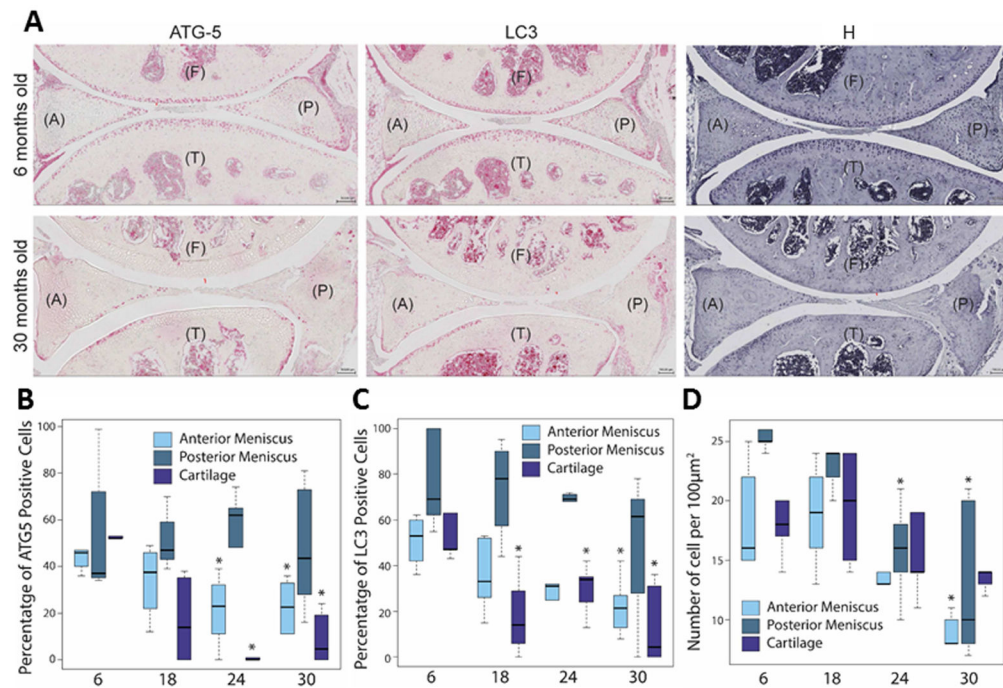 A
ATG-5
LC3
H
6 months old
(F)
(A)
(P)
(T)
(F)
(A)
(P)
(T)
(F)
(A)
(P)
(T)
30 months old
(F)
(A)
(P)
(T)
(F)
(A)
(P)
(T)
(F)
(A)
(P)
(T)
B
Percentage of ATG5 Positive Cells
100
80
60
40
20
0
Anterior Meniscus
Posterior Meniscus
Cartilage
*
*
*
*
6
18
24
30
C
Percentatge of LC3 Positive Cells
100
80
60
40
20
0
Anterior Meniscus
Posterior Meniscus
Cartilage
*
*
*
*
6
18
24
30
D
Number of cell per 100μm²
25
20
15
10
*
*
*
Anterior Meniscus
Posterior Meniscus
Cartilage
6
18
24
30